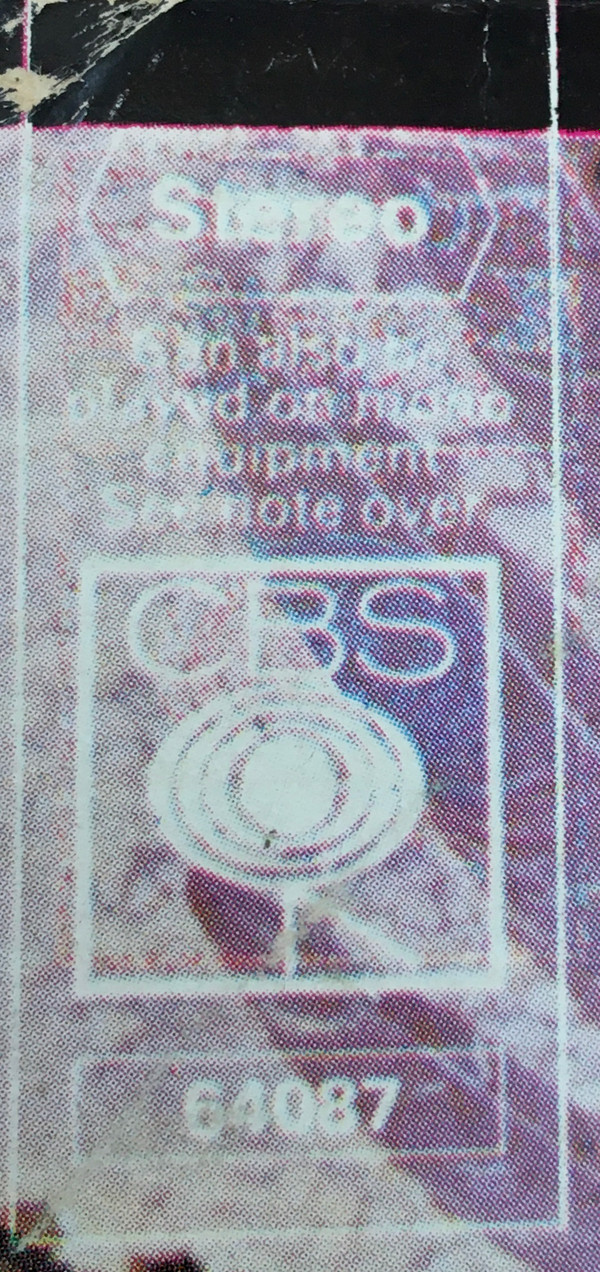 Stereo
Can also be
played on mono
equipment
See note over
CBS
64087